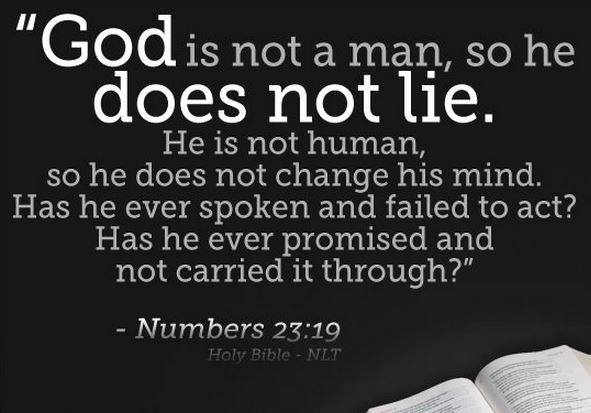 “God is not a man, so he
does not lie.
He is not human,
so he does not change his mind.
Has he ever spoken and failed to act?
Has he ever promised and
not carried it through?”
- Numbers 23:19
Holy Bible - NLT